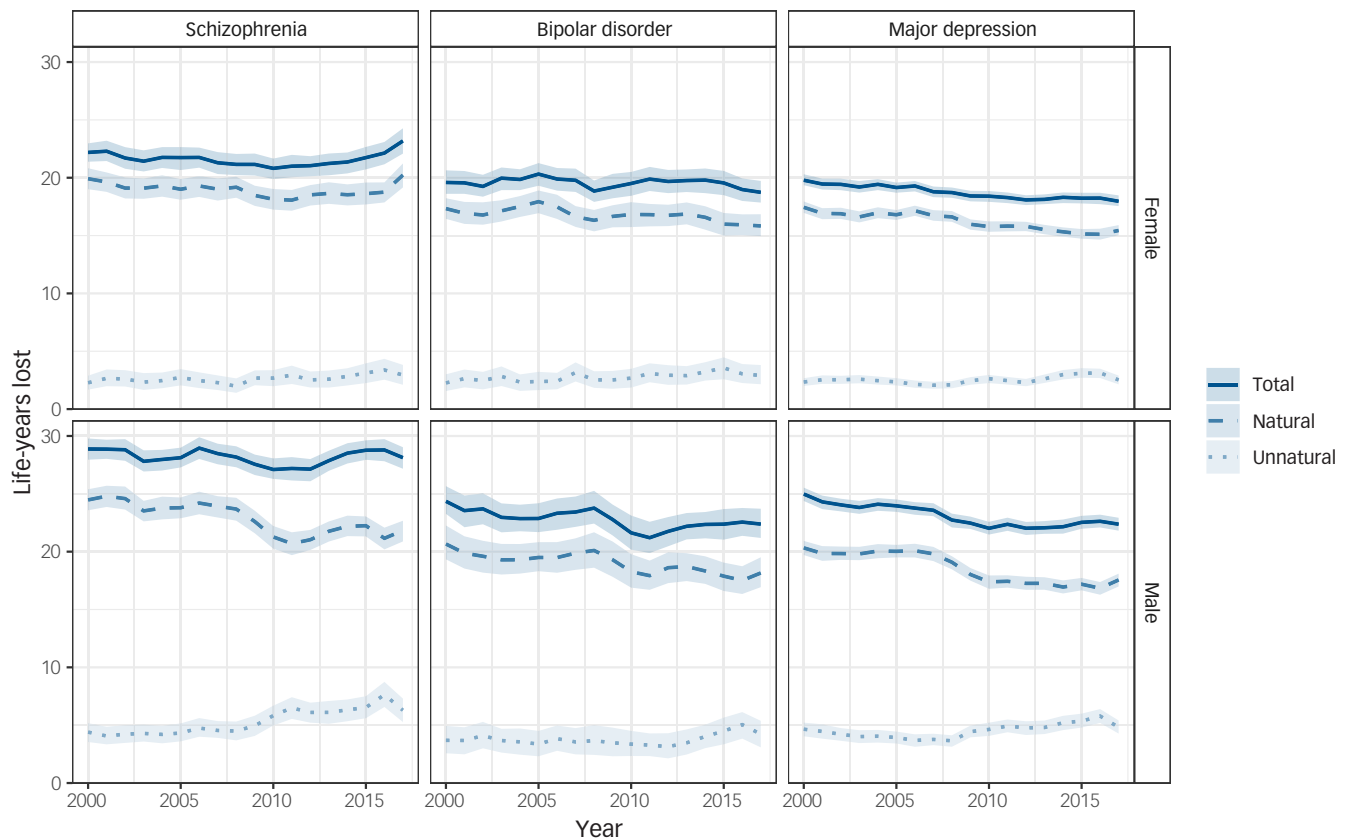 Schizophrenia Bipolar disorder Major depression
30
20
10
0
Female
30
20
10
0
Male
Life-years lost
2000 2005 2010 2015 2000 2005 2010 2015 2000 2005 2010 2015
Year
Total
Natural
Unnatural